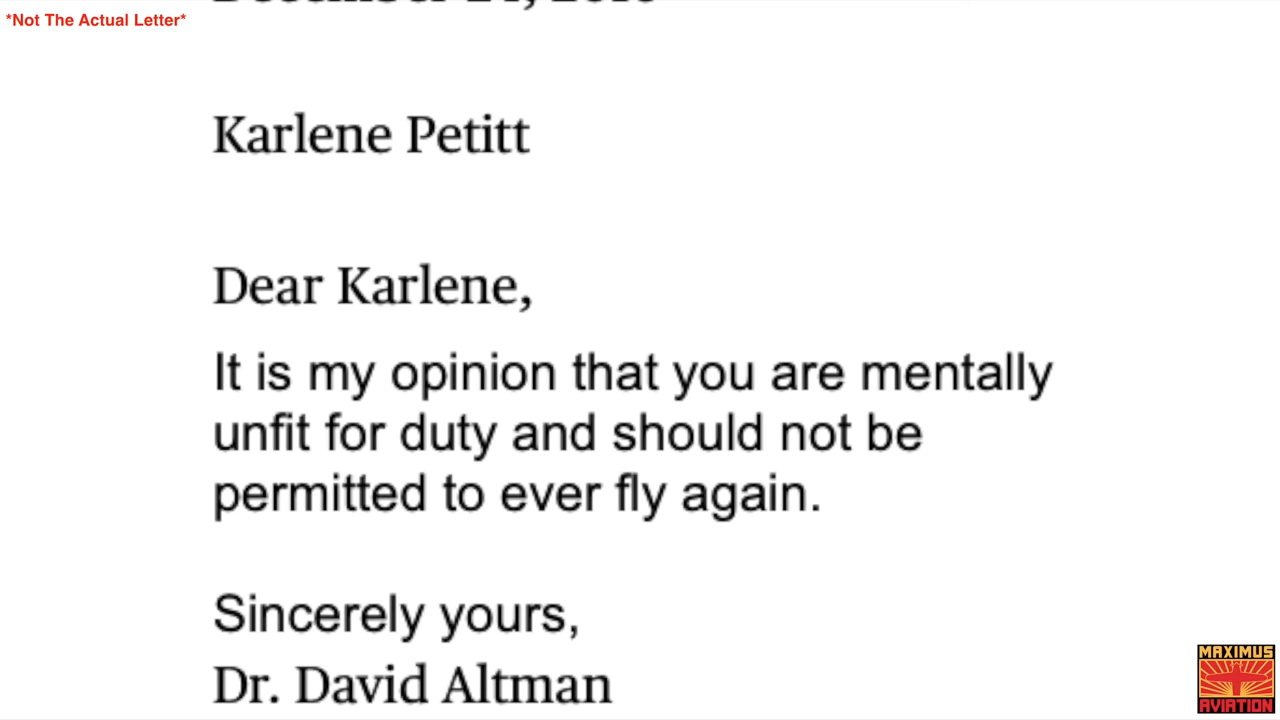 *Not The Actual Letter*
Karlene Petitt
Dear Karlene,
It is my opinion that you are mentally
unfit for duty and should not be
permitted to ever fly again.
Sincerely yours,
Dr. David Altman
MAXIMUS
AVIATION